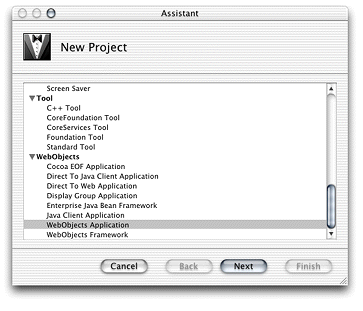 Assistant
New Project
Screen Saver
Tool
C++ Tool
CoreFoundation Tool
CoreServices Tool
Foundation Tool
Standard Tool
WebObjects
Cocoa EOF Application
Direct To Java Client Application
Direct To Web Application
Display Group Application
Enterprise Java Bean Framework
Java Client Application
WebObjects Application
WebObjects Framework
Cancel Back Next Finish